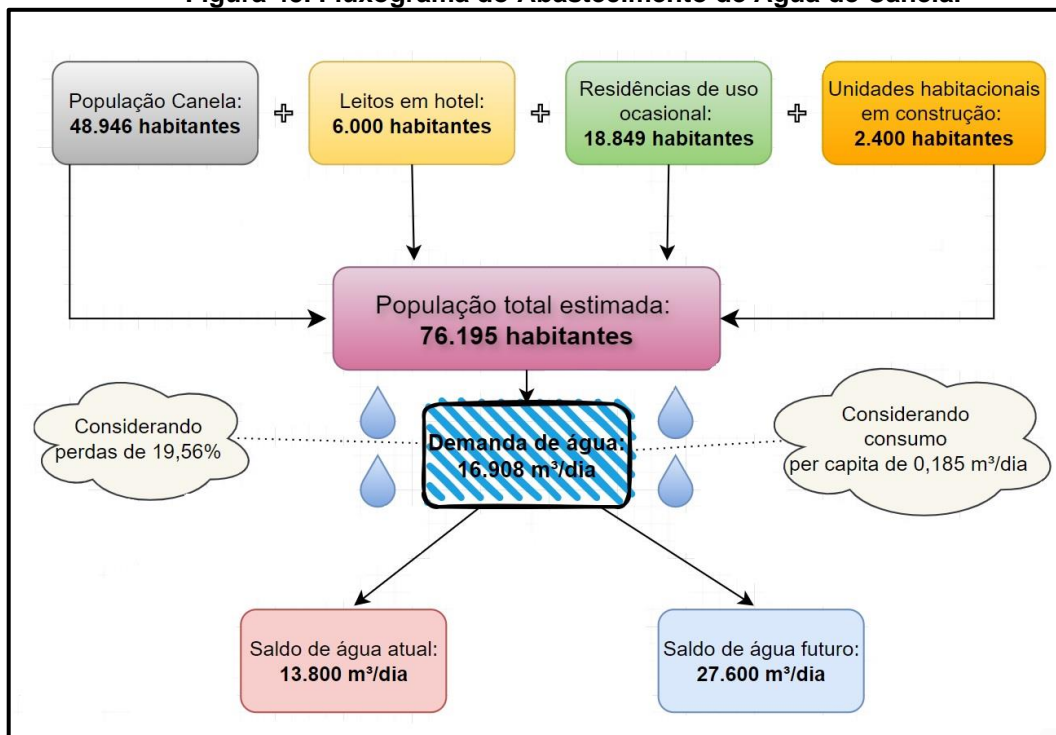 Figura 48: Fluxograma do Abastecimento de Água de Canela.
População Canela:
48.946 habitantes
Leitos em hotel:
6.000 habitantes
Residências de uso
ocasional:
18.849 habitantes
Unidades habitacionais
em construção:
2.400 habitantes
População total estimada:
76.195 habitantes
Considerando
perdas de 19,56%
Demanda de água:
16.908 m³/dia
Considerando
consumo
per capita de 0,185 m³/dia
Saldo de água atual:
13.800 m³/dia
Saldo de água futuro:
27.600 m³/dia